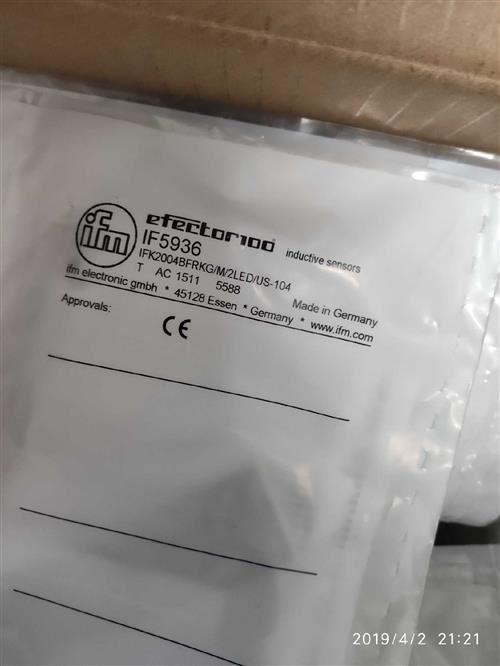 ifm
efector100 inductive sensors
IF5936
IFK2004BFRKG/M/2LED/US-104
T AC 1511 5588 Made in Germany
ifm electronic gmbh * 45128 Essen * Germany * www.ifm.com
Approvals:
CE
2019/4/2 21:21